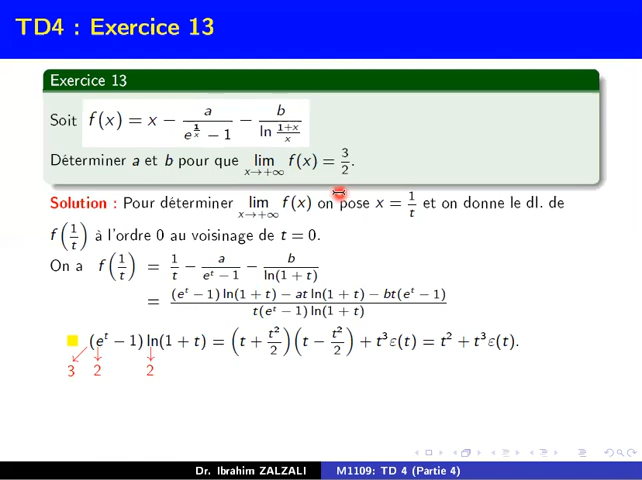 TD4 : Exercice 13
Exercice 13
Soit f(x) = x − a/(e^{1/x} − 1) − b/(ln (1+x)/x)
Déterminer a et b pour que lim_{x→+∞} f(x) = 3/2.
Solution : Pour déterminer lim_{x→+∞} f(x) on pose x = 1/t et on donne le dl. de
f(1/t) à l'ordre 0 au voisinage de t = 0.
On a f(1/t) = 1/t − a/(e^t − 1) − b/ln(1 + t)
= ((e^t − 1) ln(1 + t) − at ln(1 + t) − bt(e^t − 1))/(t(e^t − 1) ln(1 + t))
(e^t − 1) ln(1 + t) = (t + t²/2)(t − t²/2) + t³ε(t) = t² + t³ε(t).
3 2 2
Dr. Ibrahim ZALZALI M1109: TD 4 (Partie 4)